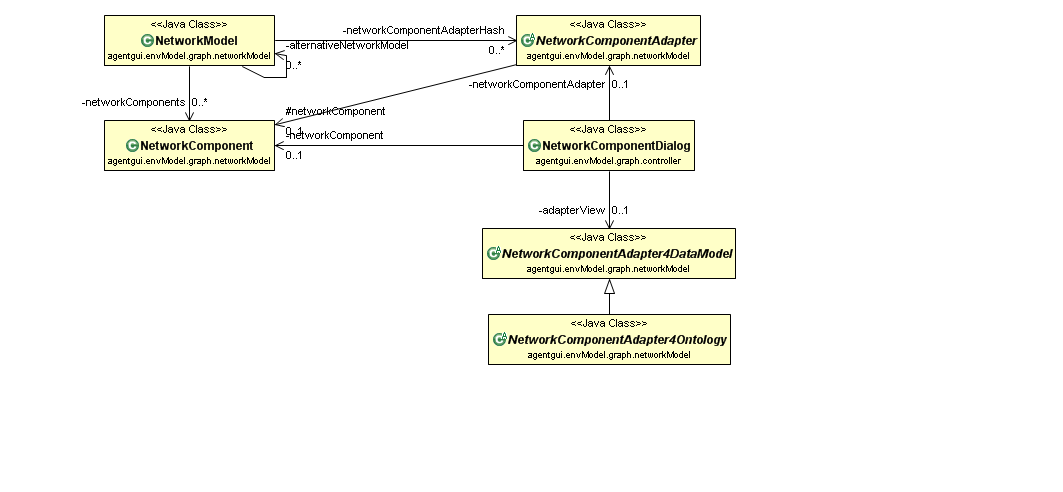 <<Java Class>>
NetworkModel
agentgui.envModel.graph.networkModel
-networkComponentAdapterHash
0..*
-alternativeNetworkModel
0..*
<<Java Class>>
NetworkComponentAdapter
agentgui.envModel.graph.networkModel
-networkComponents 0..*
#networkComponent
0..1
-networkComponentAdapter 0..1
<<Java Class>>
NetworkComponent
agentgui.envModel.graph.networkModel
-networkComponent
0..1
<<Java Class>>
NetworkComponentDialog
agentgui.envModel.graph.controller
-adapterView 0..1
<<Java Class>>
NetworkComponentAdapter4DataModel
agentgui.envModel.graph.networkModel
<<Java Class>>
NetworkComponentAdapter4Ontology
agentgui.envModel.graph.networkModel